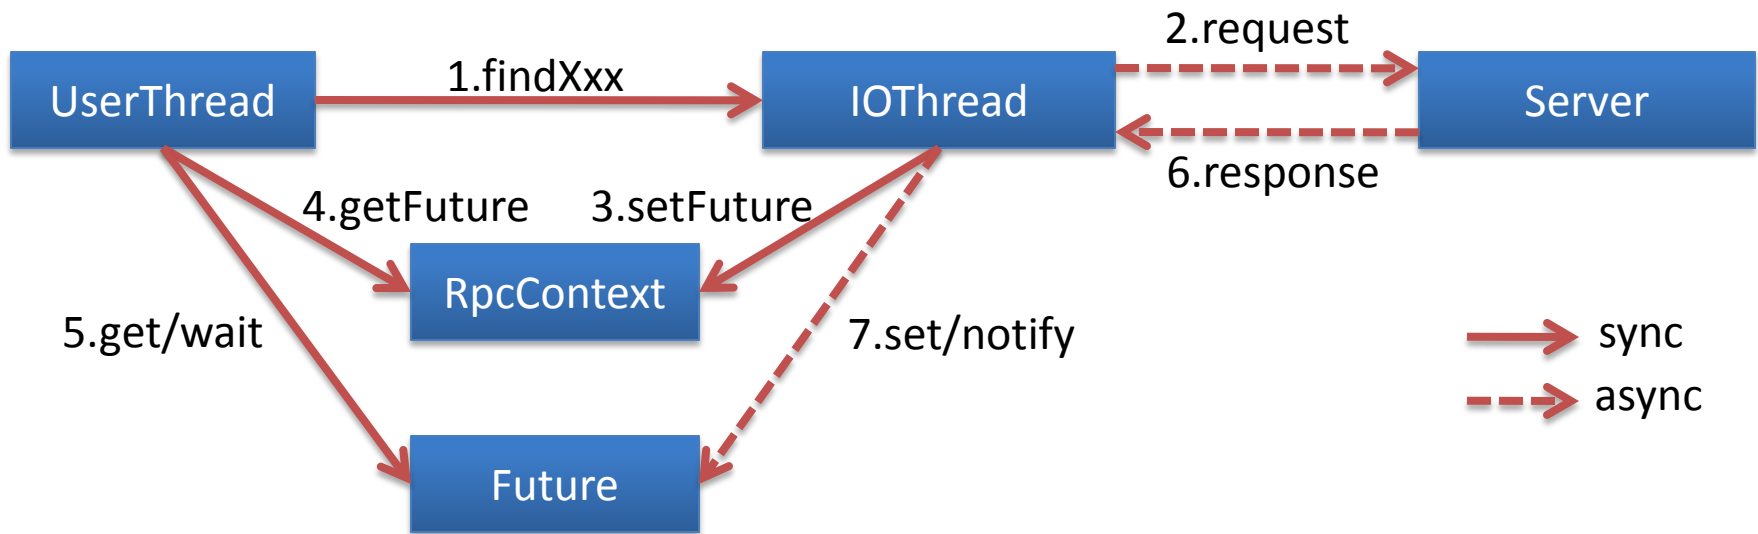 2.request
1.findXxx
UserThread
IOThread
Server
6.response
4.getFuture
3.setFuture
RpcContext
5.get/wait
7.set/notify
sync
async
Future